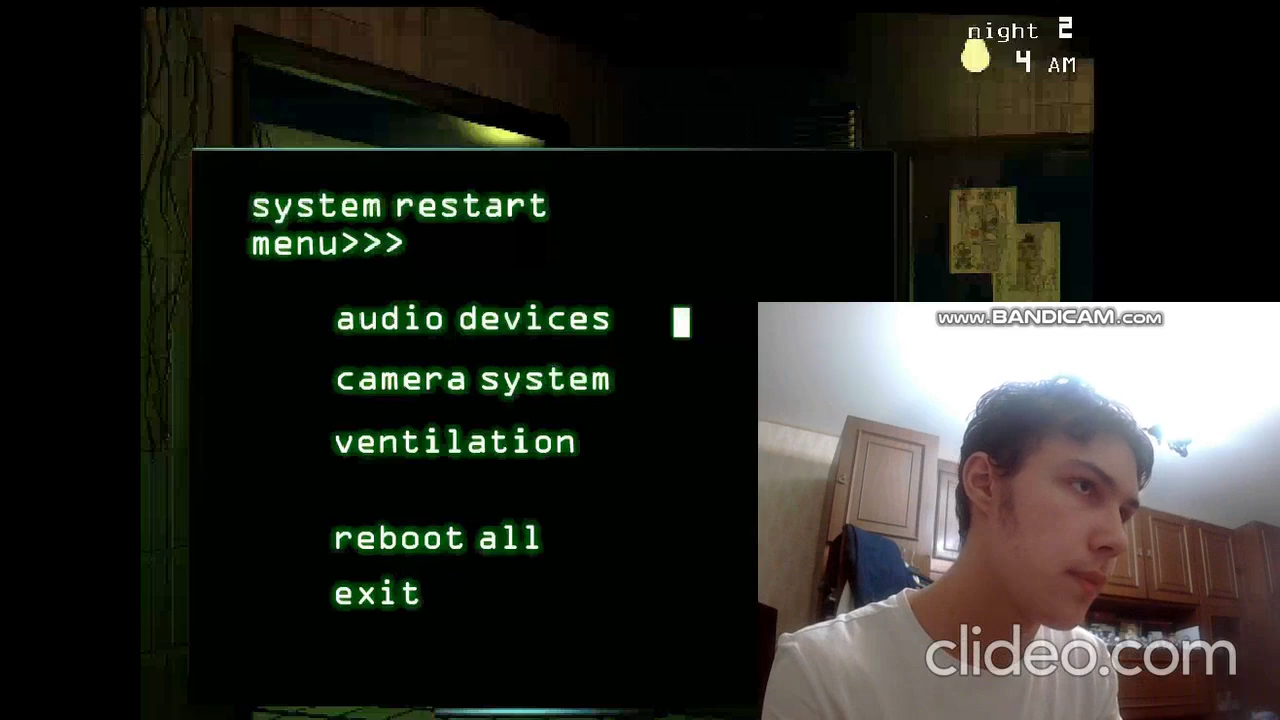 night 2
4 AM
system restart
menu>>>
audio devices
camera system
ventilation
reboot all
exit
www.BANDICAM.com
clideo.com